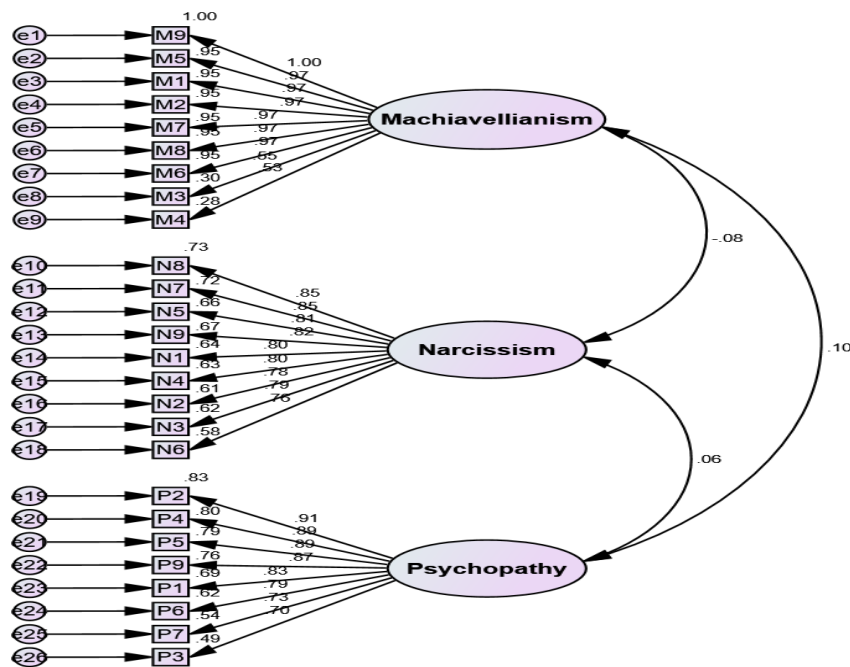 1.00
e1 M9
.95 1.00
e2 M5
.95 .97
e3 M1
.95 .97
e4 M2
.95 .97
e5 M7
.95 .97
e6 M8
.95 .97
e7 M6
.30 .55
e8 M3
.28 .53
e9 M4
Machiavellianism
-.08
.73
e10 N8
.72 .85
e11 N7
.66 .85
e12 N5
.67 .81
e13 N9
.64 .82
e14 N1
.63 .80
e15 N4
.61 .80
e16 N2
.62 .78
e17 N3
.58 .79
e18 N6
.76
Narcissism
.10
.06
.83
e19 P2
.80 .91
e20 P4
.79 .89
e21 P5
.76 .89
e22 P9
.69 .87
e23 P1
.62 .83
e24 P6
.54 .79
e25 P7
.49 .73
e26 P3
.70
Psychopathy